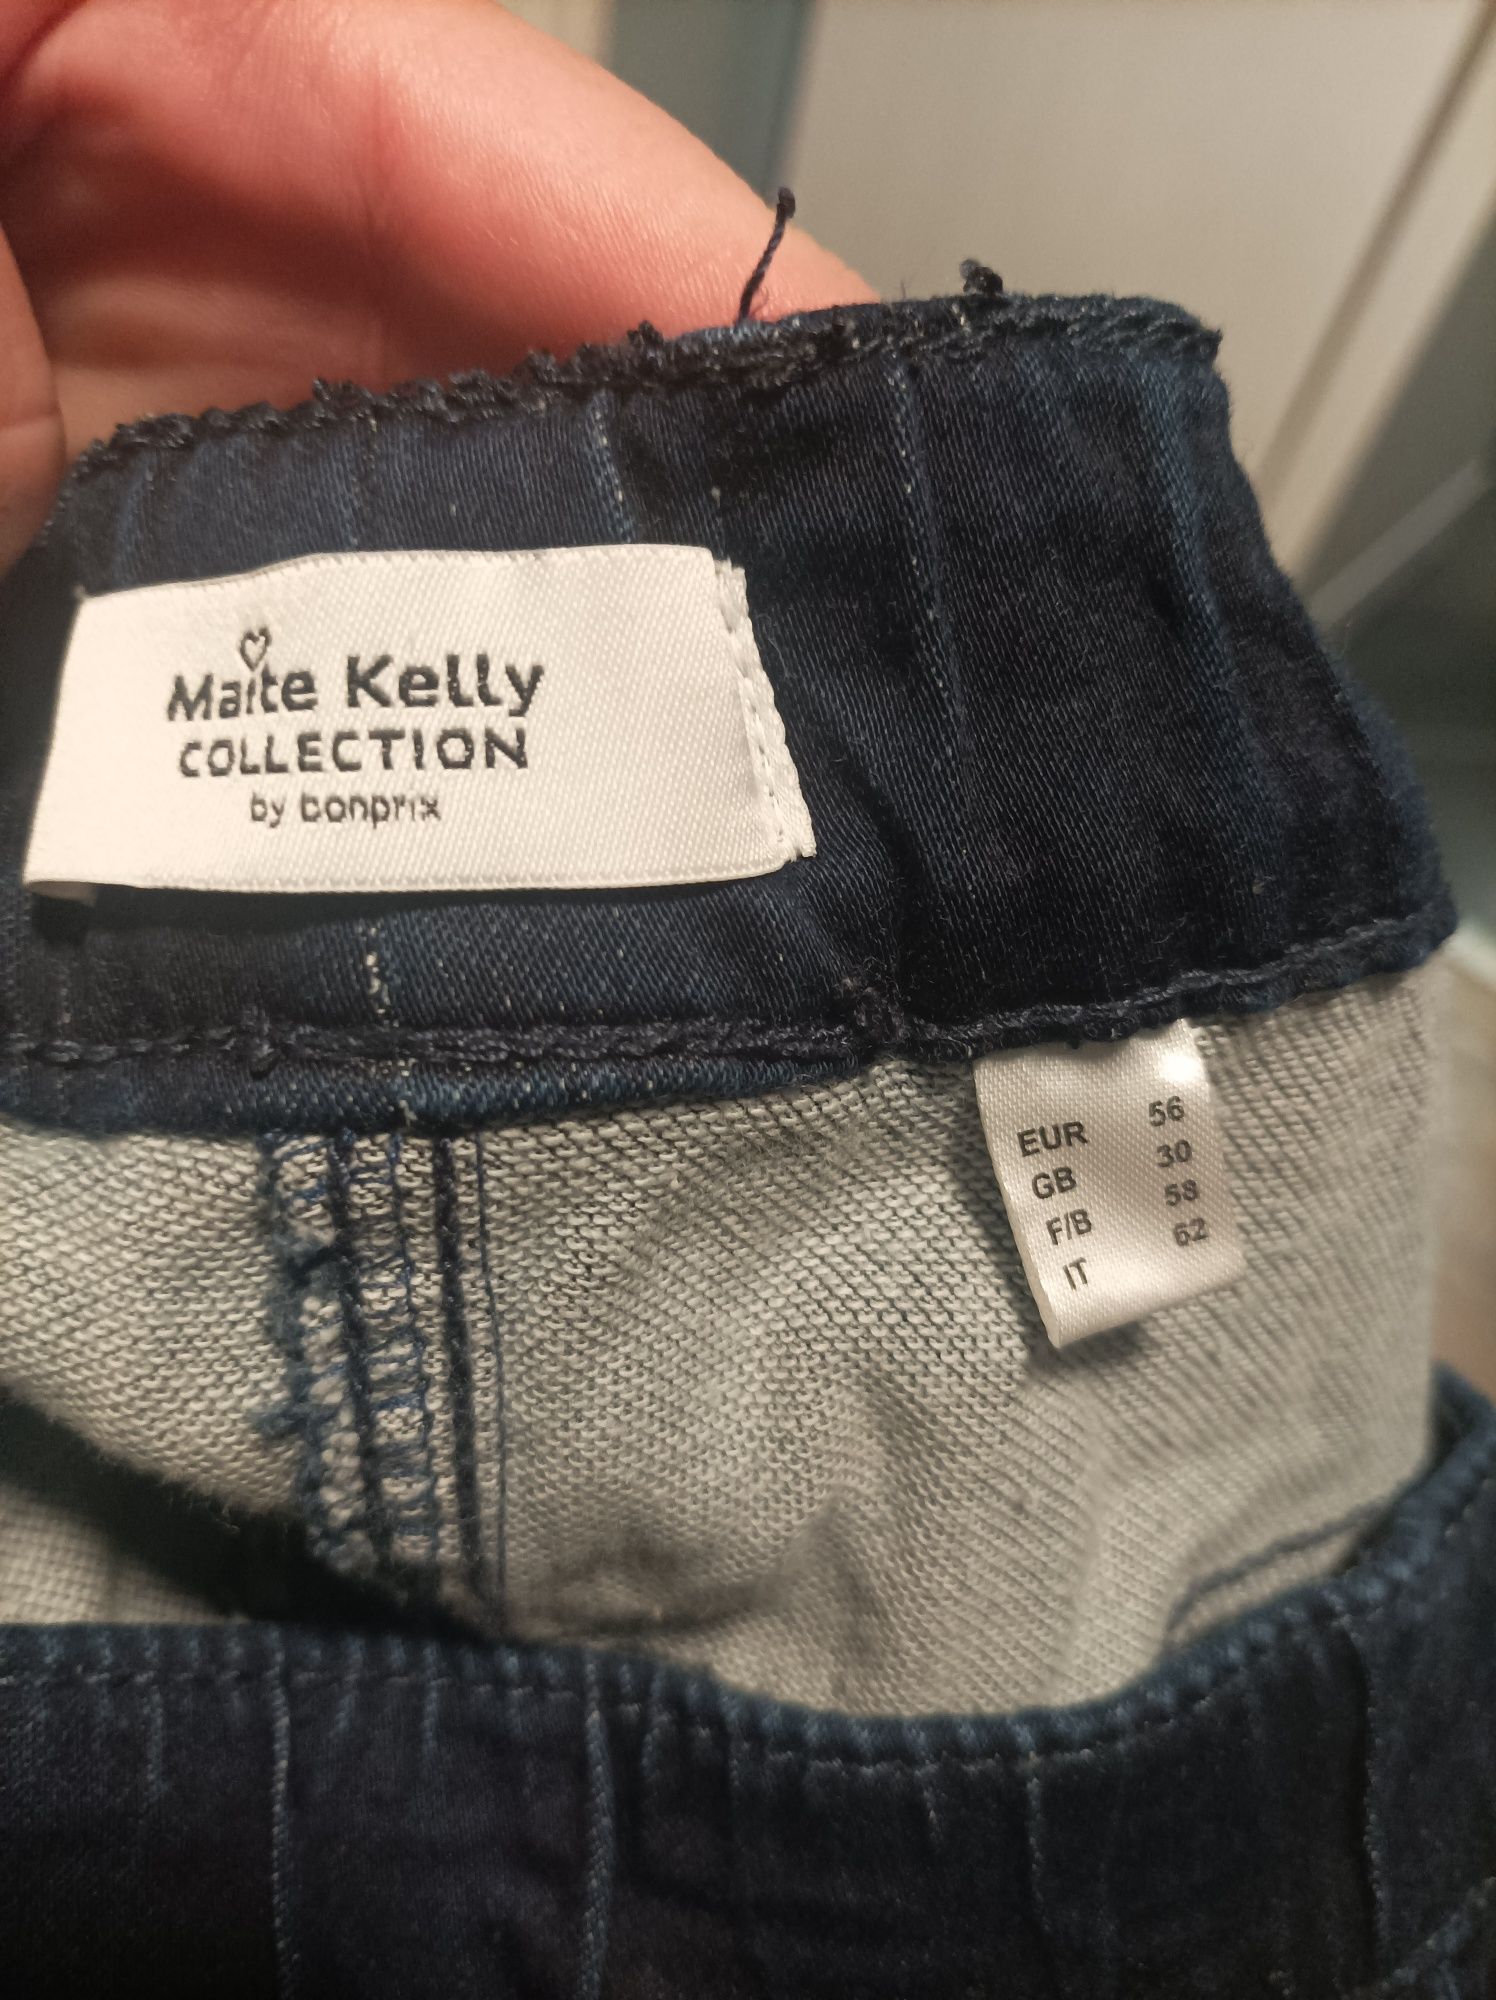 Maite Kelly
COLLECTION
by bonprix
EUR 56
GB 30
F/B 58
IT 62